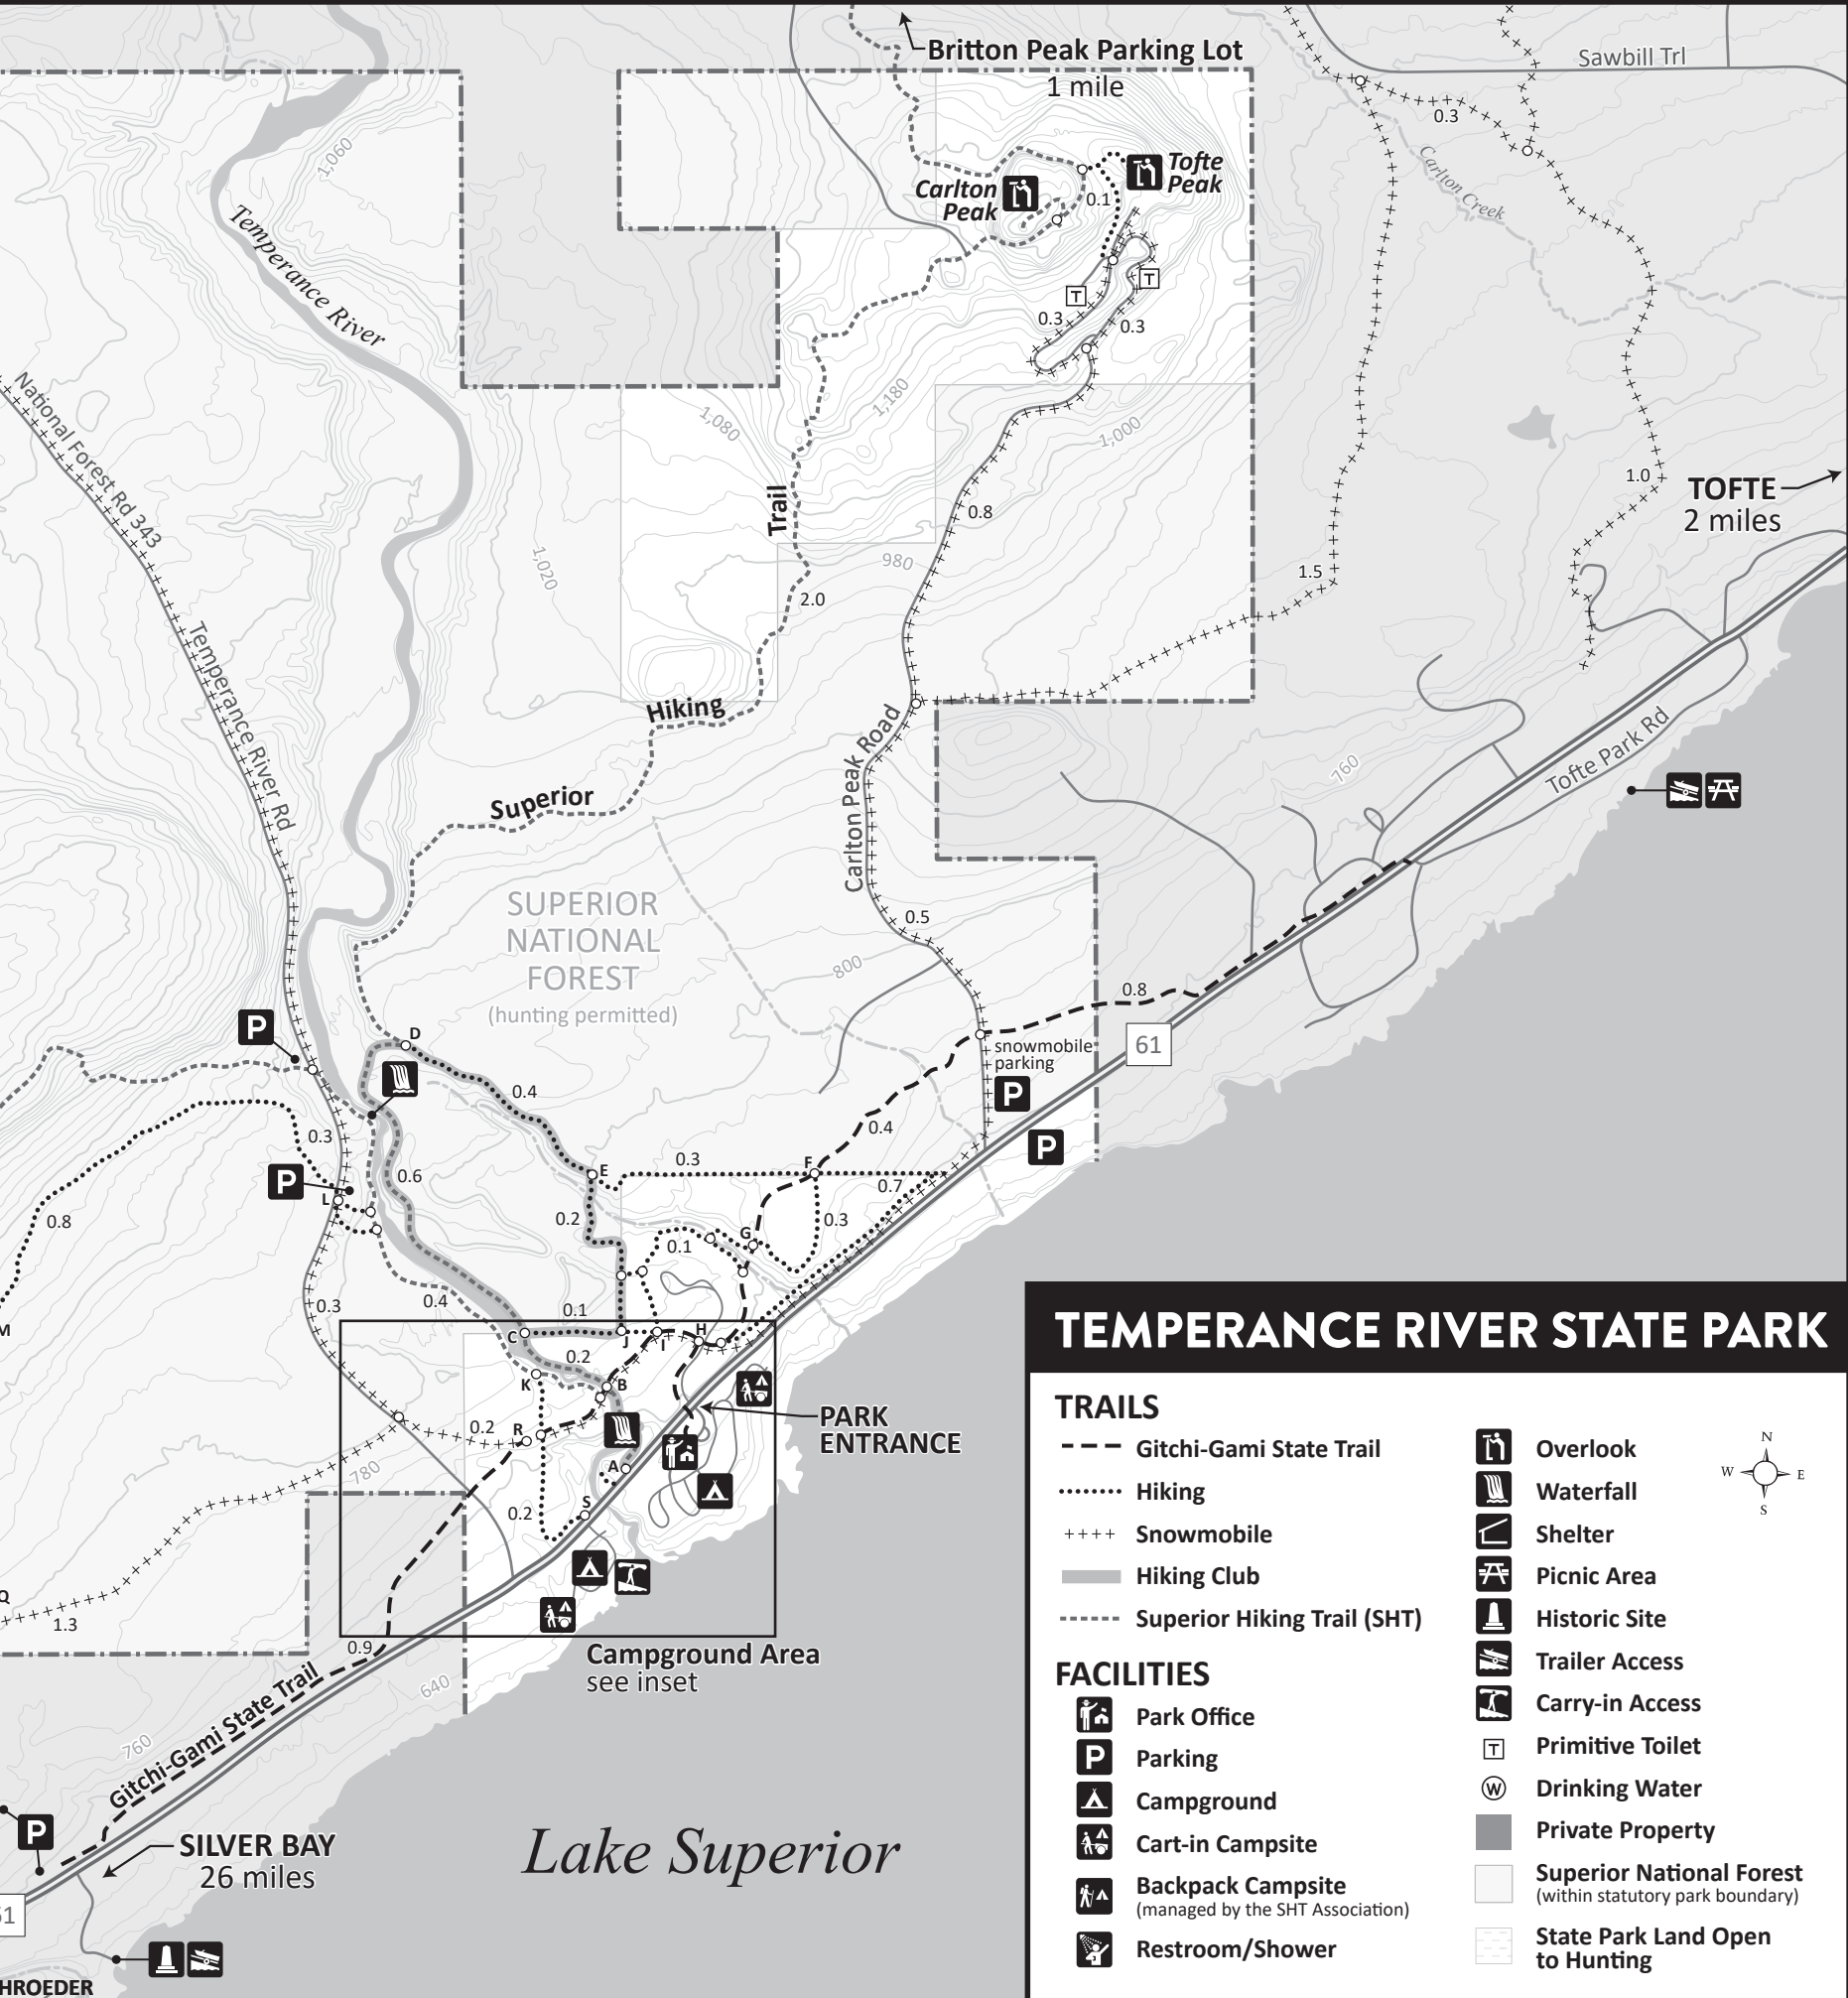 Britton Peak Parking Lot
1 mile
Sawbill Trl
0.3
1,060
Carlton Creek
Tofte
Peak
Carlton
Peak
0.1
Temperance River
0.3
0.3
National Forest Rd 343
1,080
1,180
1,000
1.0
TOFTE
2 miles
Trail
0.8
980
1,020
1.5
2.0
Temperance River Rd
Hiking
Carlton Peak Road
Tofte Park Rd
760
Superior
SUPERIOR
NATIONAL
FOREST
(hunting permitted)
0.5
800
0.8
P
D
snowmobile
parking
61
P
0.4
0.4
0.3
P
P
0.6
E
0.3
F
0.7
L
0.8
0.2
0.3
0.1
G
0.3
0.4
0.1
M
C
J
I
H
0.2
K
B
PARK
ENTRANCE
0.2
R
780
A
0.2
S
Q
1.3
0.9
Campground Area
see inset
640
Gitchi-Gami State Trail
760
P
SILVER BAY
26 miles
Lake Superior
61
HROEDER
T
T
TEMPERANCE RIVER STATE PARK
TRAILS
Gitchi-Gami State Trail
Hiking
Snowmobile
Hiking Club
Superior Hiking Trail (SHT)
FACILITIES
Park Office
P Parking
Campground
Cart-in Campsite
Backpack Campsite
(managed by the SHT Association)
Restroom/Shower
Overlook
Waterfall
Shelter
Picnic Area
Historic Site
Trailer Access
Carry-in Access
T Primitive Toilet
W Drinking Water
Private Property
Superior National Forest
(within statutory park boundary)
State Park Land Open
to Hunting
N
W E
S